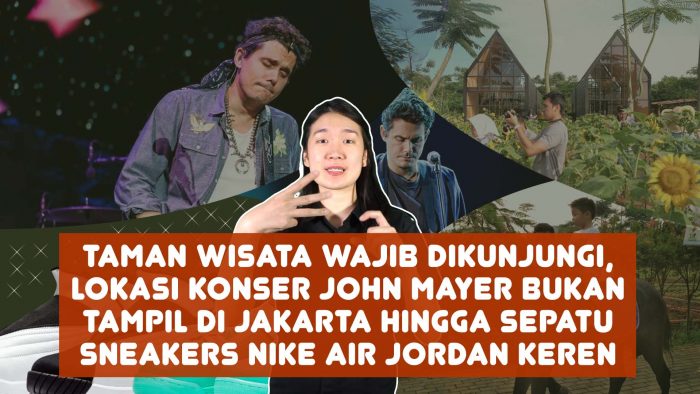 TAMAN WISATA WAJIB DIKUNJUNGI,
LOKASI KONSER JOHN MAYER BUKAN
TAMPIL DI JAKARTA HINGGA SEPATU
SNEAKERS NIKE AIR JORDAN KEREN